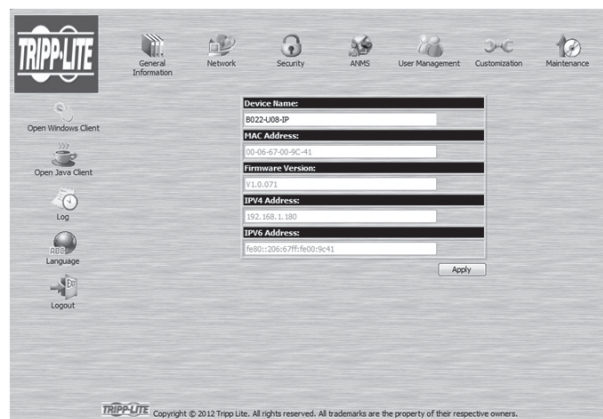 TRIPP·LITE
General Information
Network
Security
ANMS
User Management
Customization
Maintenance
Open Windows Client
Open Java Client
Log
ABB
Language
Logout
Device Name:
B022-U08-IP
MAC Address:
00-06-67-00-9C-41
Firmware Version:
V1.0.071
IPV4 Address:
192.168.1.180
IPV6 Address:
fe80::206:67ff:fe00:9c41
Apply
TRIPP·LITE Copyright © 2012 Tripp Lite. All rights reserved. All trademarks are the property of their respective owners.